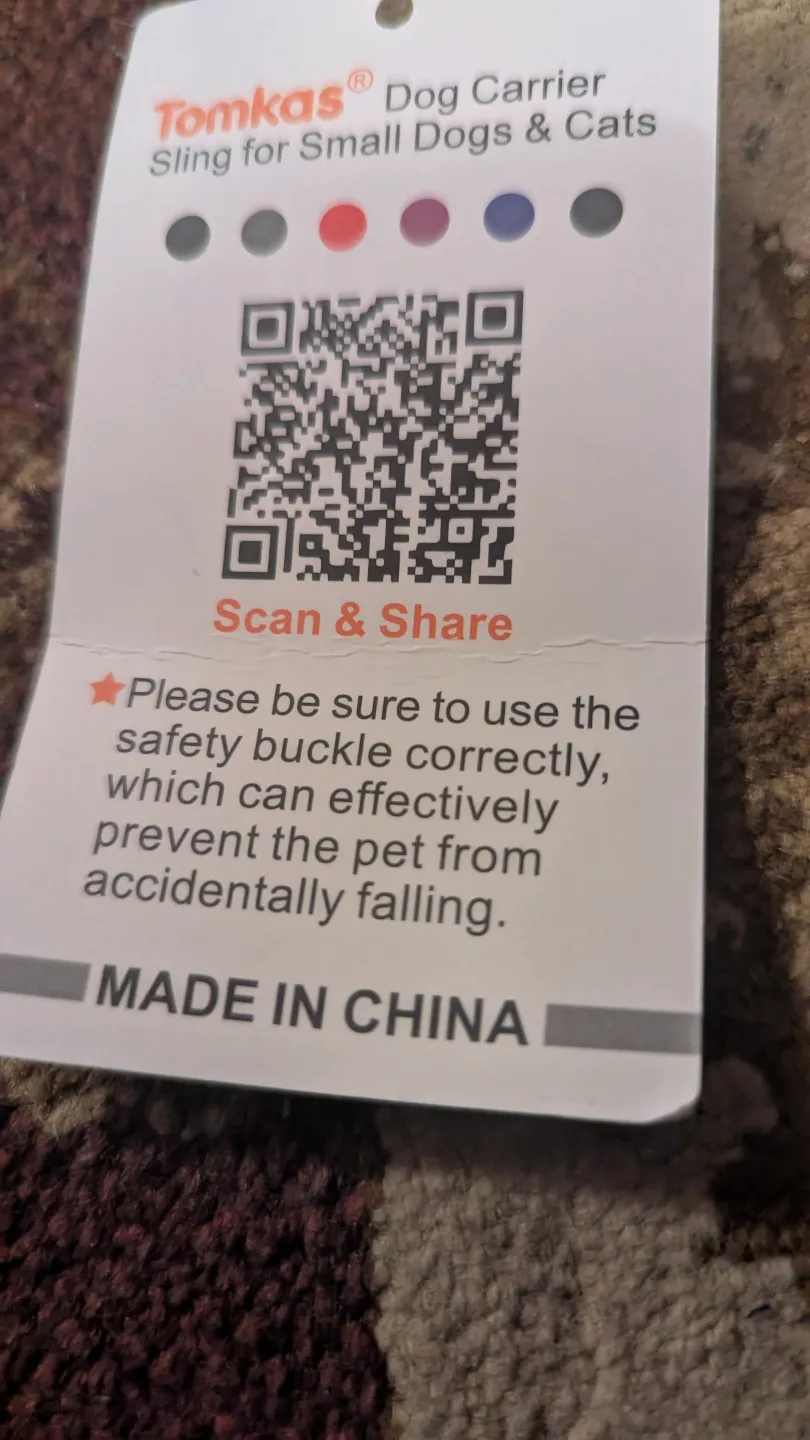 Tomkas® Dog Carrier
Sling for Small Dogs & Cats
Scan & Share
Please be sure to use the
safety buckle correctly,
which can effectively
prevent the pet from
accidentally falling.
MADE IN CHINA